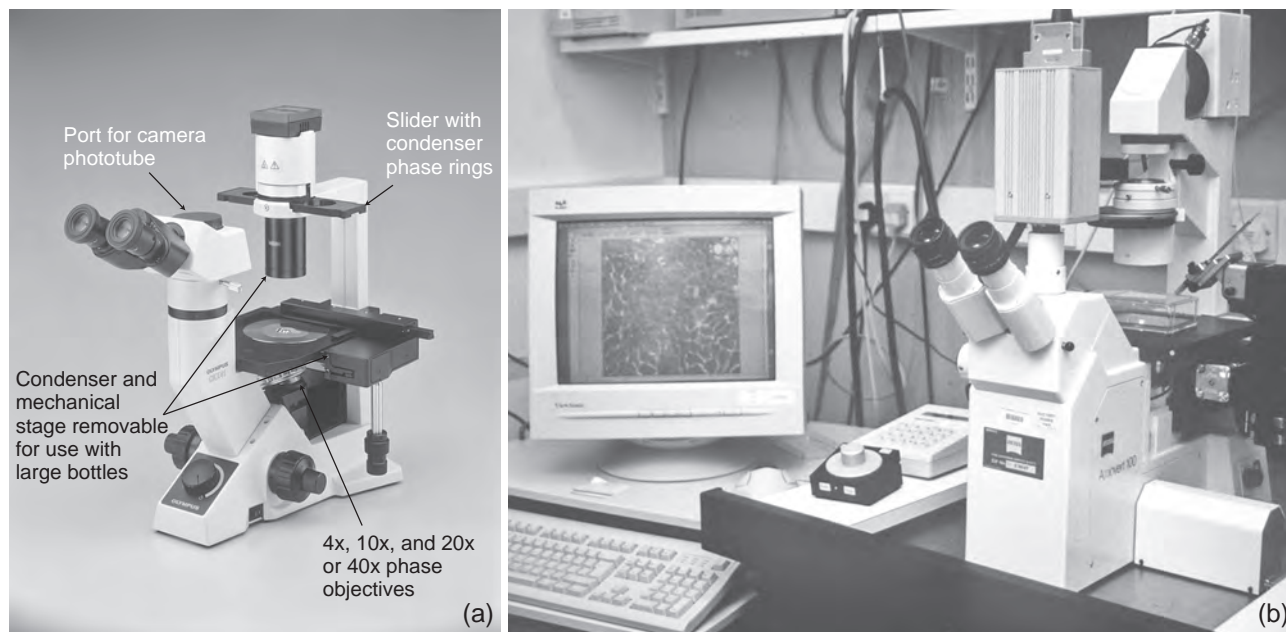 Port for camera
phototube
Slider with
condenser
phase rings
Condenser and
mechanical
stage removable
for use with
large bottles
4x, 10x, and 20x
or 40x phase
objectives
(a)
OLYMPUS
OLYMPUS
ViewSonic
Axiovert 100
(b)